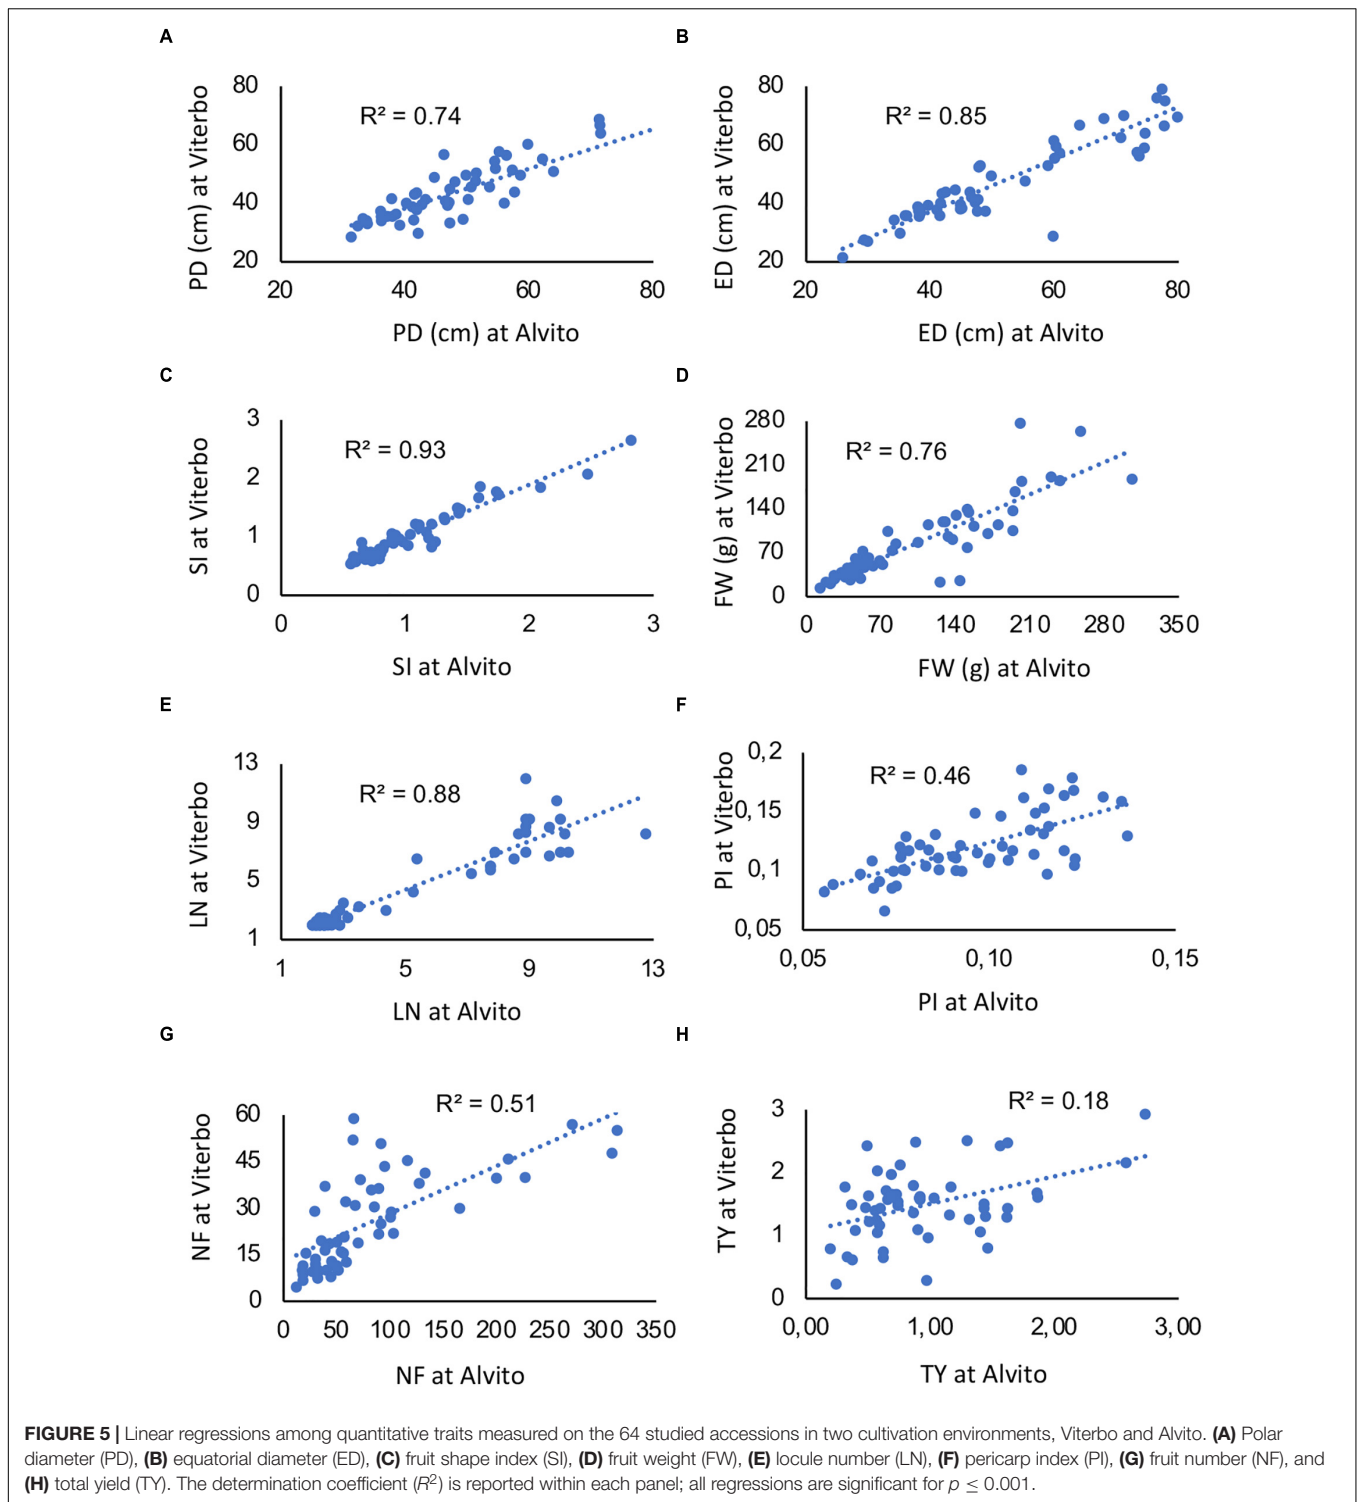 A
B
PD (cm) at Viterbo
80
60
40
20
R² = 0.74
20 40 60 80
PD (cm) at Alvito
ED (cm) at Viterbo
80
60
40
20
R² = 0.85
20 40 60 80
ED (cm) at Alvito
C
D
SI at Viterbo
3
2
1
0
R² = 0.93
0 1 2 3
SI at Alvito
FW (g) at Viterbo
280
210
140
70
0
R² = 0.76
0 70 140 210 280 350
FW (g) at Alvito
E
F
LN at Viterbo
13
9
5
1
R² = 0.88
1 5 9 13
LN at Alvito
PI at Viterbo
0,2
0,15
0,1
0,05
R² = 0.46
0,05 0,10 0,15
PI at Alvito
G
H
NF at Viterbo
60
45
30
15
0
R² = 0.51
0 50 100 150 200 250 300 350
NF at Alvito
TY at Viterbo
3
2
1
0
R² = 0.18
0,00 1,00 2,00 3,00
TY at Alvito
FIGURE 5 | Linear regressions among quantitative traits measured on the 64 studied accessions in two cultivation environments, Viterbo and Alvito. (A) Polar
diameter (PD), (B) equatorial diameter (ED), (C) fruit shape index (SI), (D) fruit weight (FW), (E) locule number (LN), (F) pericarp index (PI), (G) fruit number (NF), and
(H) total yield (TY). The determination coefficient (R²) is reported within each panel; all regressions are significant for p ≤ 0.001.